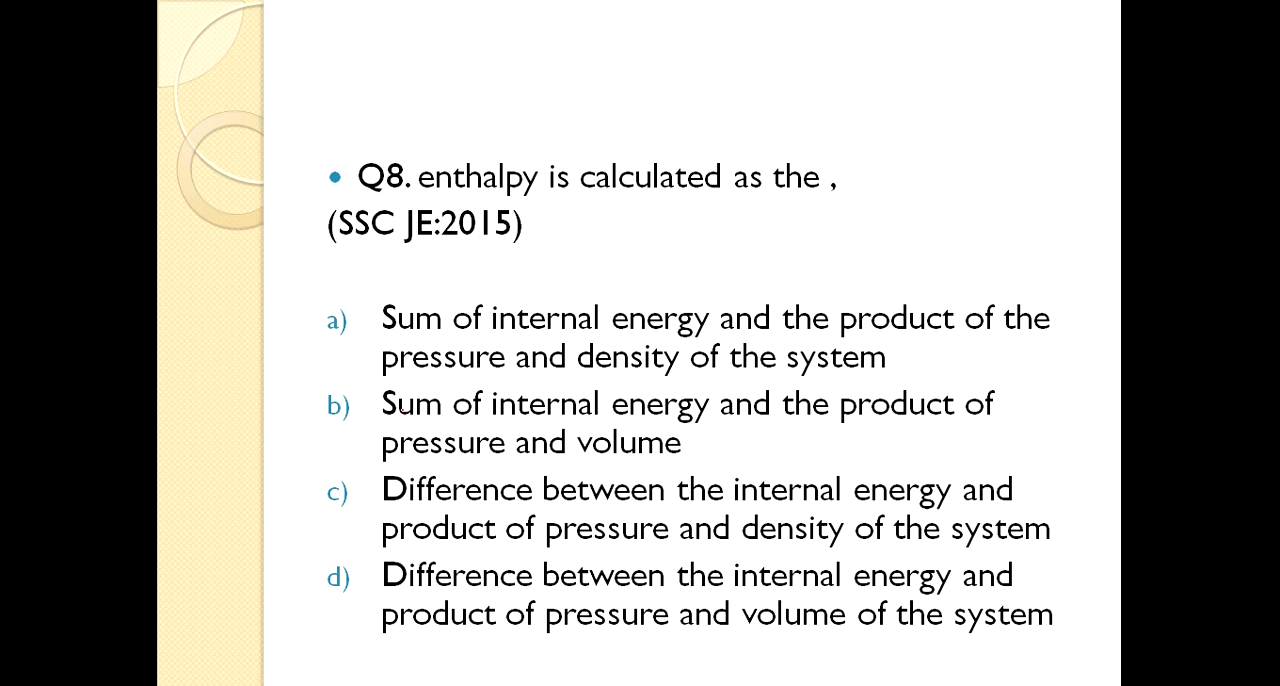 • Q8. enthalpy is calculated as the ,
(SSC JE:2015)
a) Sum of internal energy and the product of the
pressure and density of the system
b) Sum of internal energy and the product of
pressure and volume
c) Difference between the internal energy and
product of pressure and density of the system
d) Difference between the internal energy and
product of pressure and volume of the system